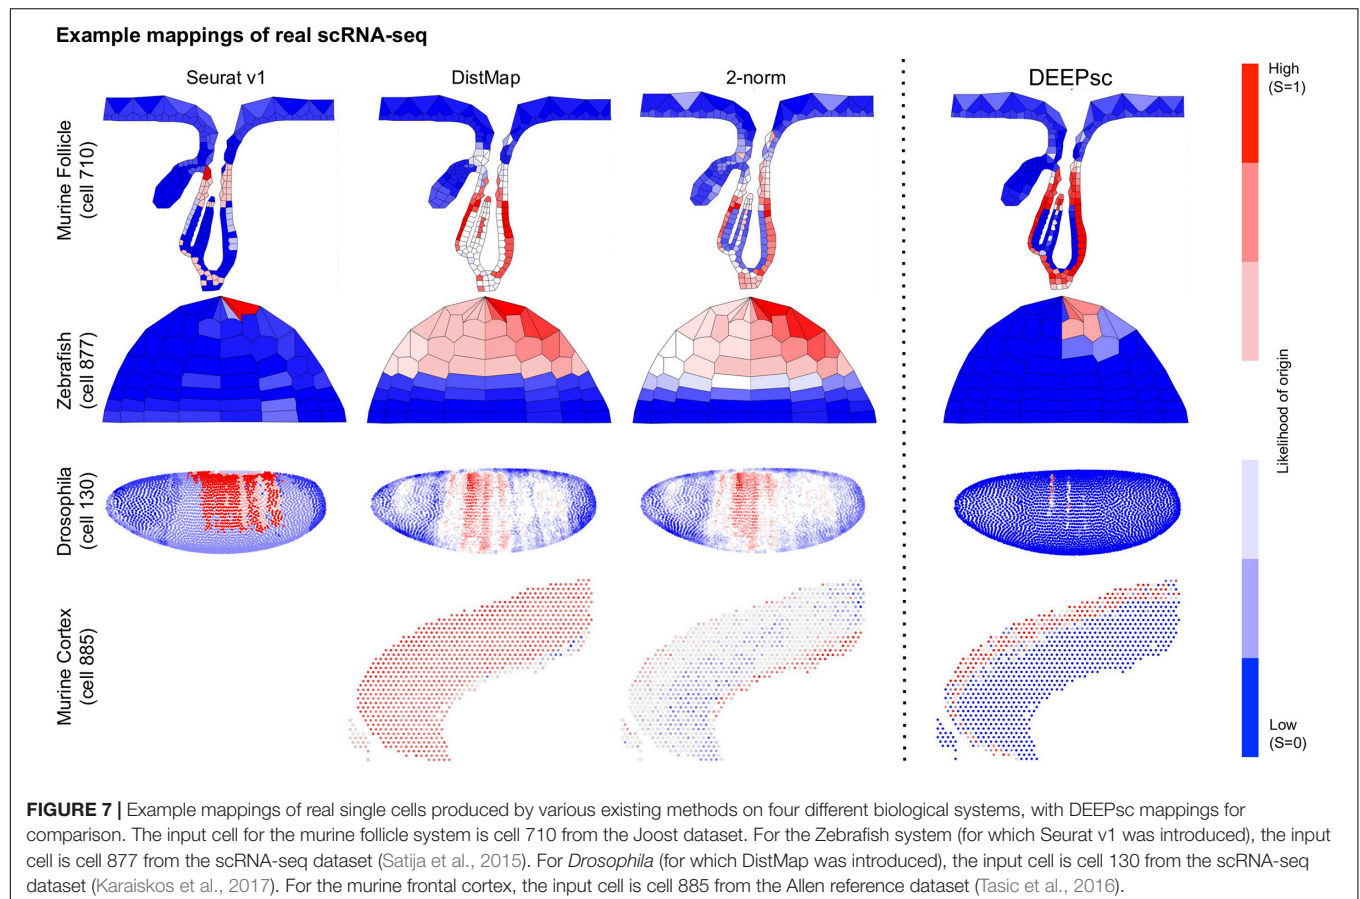 Example mappings of real scRNA-seq
Seurat v1
DistMap
2-norm
DEEPsc
High
(S=1)
Murine Follicle
(cell 710)
Zebrafish
(cell 877)
Likelihood of origin
Drosophila
(cell 130)
Murine Cortex
(cell 885)
Low
(S=0)
FIGURE 7 | Example mappings of real single cells produced by various existing methods on four different biological systems, with DEEPsc mappings for
comparison. The input cell for the murine follicle system is cell 710 from the Joost dataset. For the Zebrafish system (for which Seurat v1 was introduced), the input
cell is cell 877 from the scRNA-seq dataset (Satija et al., 2015). For Drosophila (for which DistMap was introduced), the input cell is cell 130 from the scRNA-seq
dataset (Karaiskos et al., 2017). For the murine frontal cortex, the input cell is cell 885 from the Allen reference dataset (Tasic et al., 2016).